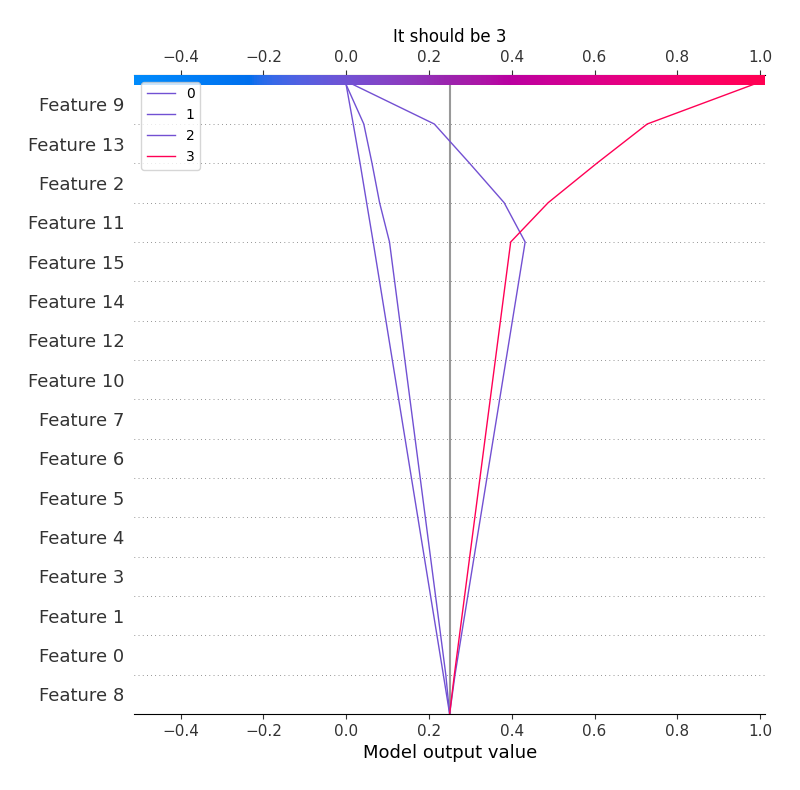 It should be 3
−0.4 −0.2 0.0 0.2 0.4 0.6 0.8 1.0
0
1
2
3
Feature 9
Feature 13
Feature 2
Feature 11
Feature 15
Feature 14
Feature 12
Feature 10
Feature 7
Feature 6
Feature 5
Feature 4
Feature 3
Feature 1
Feature 0
Feature 8
−0.4 −0.2 0.0 0.2 0.4 0.6 0.8 1.0
Model output value